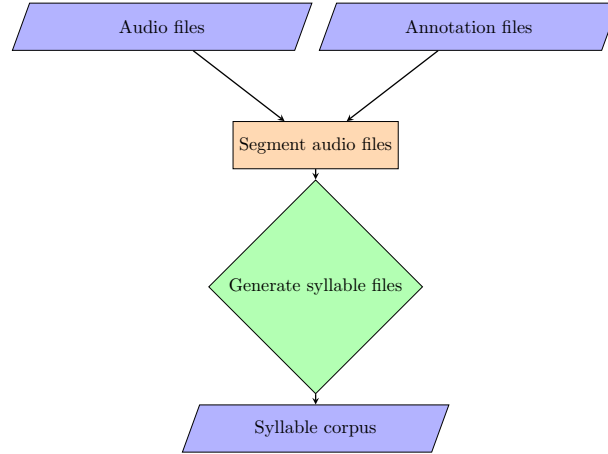 Audio files
Annotation files
Segment audio files
Generate syllable files
Syllable corpus